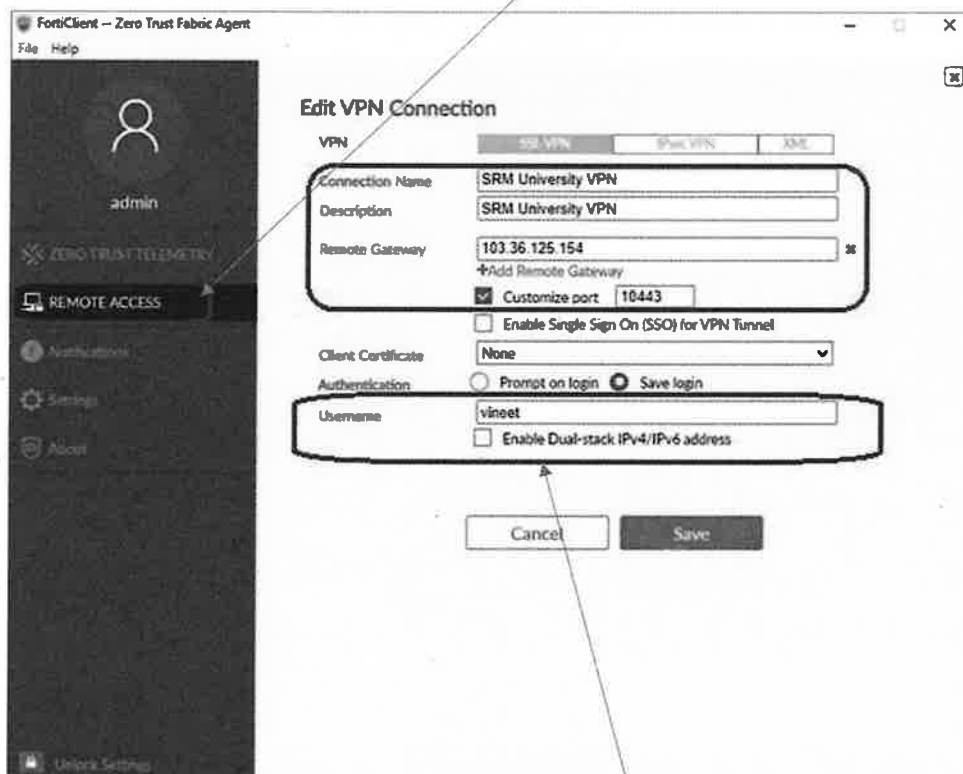 FortiClient -- Zero Trust Fabric Agent
File Help
Edit VPN Connection
VPN SSL-VPN IPsec VPN XML
Connection Name SRM University VPN
admin
Description SRM University VPN
Remote Gateway 103.36.125.154
ZERO TRUST TELEMETRY
+Add Remote Gateway
REMOTE ACCESS
Customize port 10443
Enable Single Sign On (SSO) for VPN Tunnel
Notifications
Client Certificate None
Authentication Prompt on login Save login
Settings
Username vineet
Enable Dual-stack IPv4/IPv6 address
About
Cancel Save
Unlock Settings